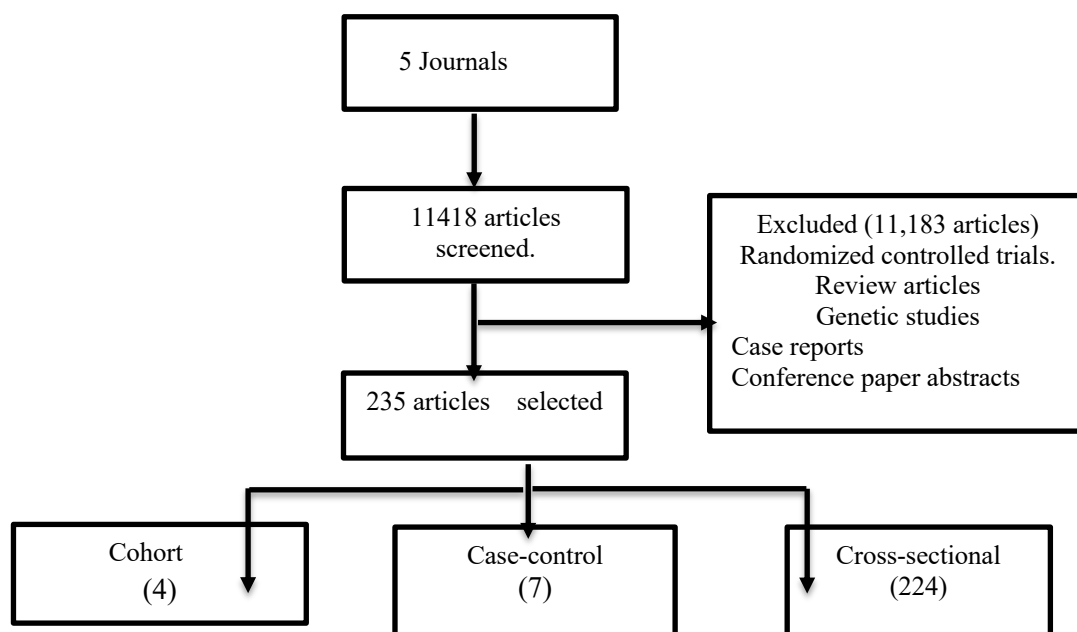 5 Journals
11418 articles
screened.
Excluded (11,183 articles)
Randomized controlled trials.
Review articles
Genetic studies
Case reports
Conference paper abstracts
235 articles selected
Cohort
(4)
Case-control
(7)
Cross-sectional
(224)